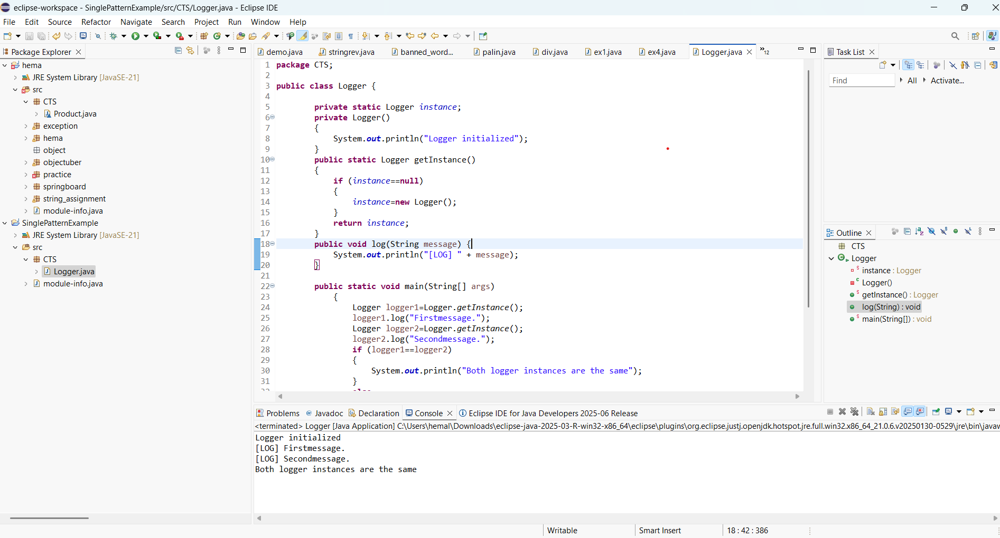 eclipse-workspace - SinglePatternExample/src/CTS/Logger.java - Eclipse IDE
File Edit Source Refactor Navigate Search Project Run Window Help
Package Explorer
hema
JRE System Library [JavaSE-21]
src
CTS
Product.java
exception
hema
object
objectuber
practice
springboard
string_assignment
module-info.java
SinglePatternExample
JRE System Library [JavaSE-21]
src
CTS
Logger.java
module-info.java
demo.java stringrev.java banned_word... palin.java div.java ex1.java ex4.java Logger.java »12
1 package CTS;
2
3 public class Logger {
4
5 private static Logger instance;
6 private Logger()
7 {
8 System.out.println("Logger initialized");
9 }
10 public static Logger getInstance()
11 {
12 if (instance==null)
13 {
14 instance=new Logger();
15 }
16 return instance;
17 }
18 public void log(String message) {
19 System.out.println("[LOG] " + message);
20 }
21
22 public static void main(String[] args)
23 {
24 Logger logger1=Logger.getInstance();
25 logger1.log("Firstmessage.");
26 Logger logger2=Logger.getInstance();
27 logger2.log("Secondmessage.");
28 if (logger1==logger2)
29 {
30 System.out.println("Both logger instances are the same");
31 }
Task List
Find All Activate...
Outline
CTS
Logger
instance : Logger
Logger()
getInstance() : Logger
log(String) : void
main(String[]) : void
Problems Javadoc Declaration Console Eclipse IDE for Java Developers 2025-06 Release
<terminated> Logger [Java Application] C:\Users\hemal\Downloads\eclipse-java-2025-03-R-win32-x86_64\eclipse\plugins\org.eclipse.justj.openjdk.hotspot.jre.full.win32.x86_64_21.0.6.v20250130-0529\jre\bin\javaw
Logger initialized
[LOG] Firstmessage.
[LOG] Secondmessage.
Both logger instances are the same
Writable Smart Insert 18 : 42 : 386